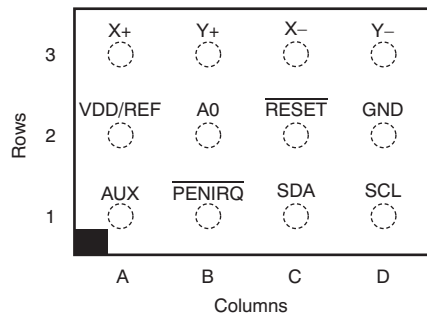 X+ Y+ X– Y–
3
VDD/REF A0 RESET GND
2
Rows
AUX PENIRQ SDA SCL
1
A B C D
Columns